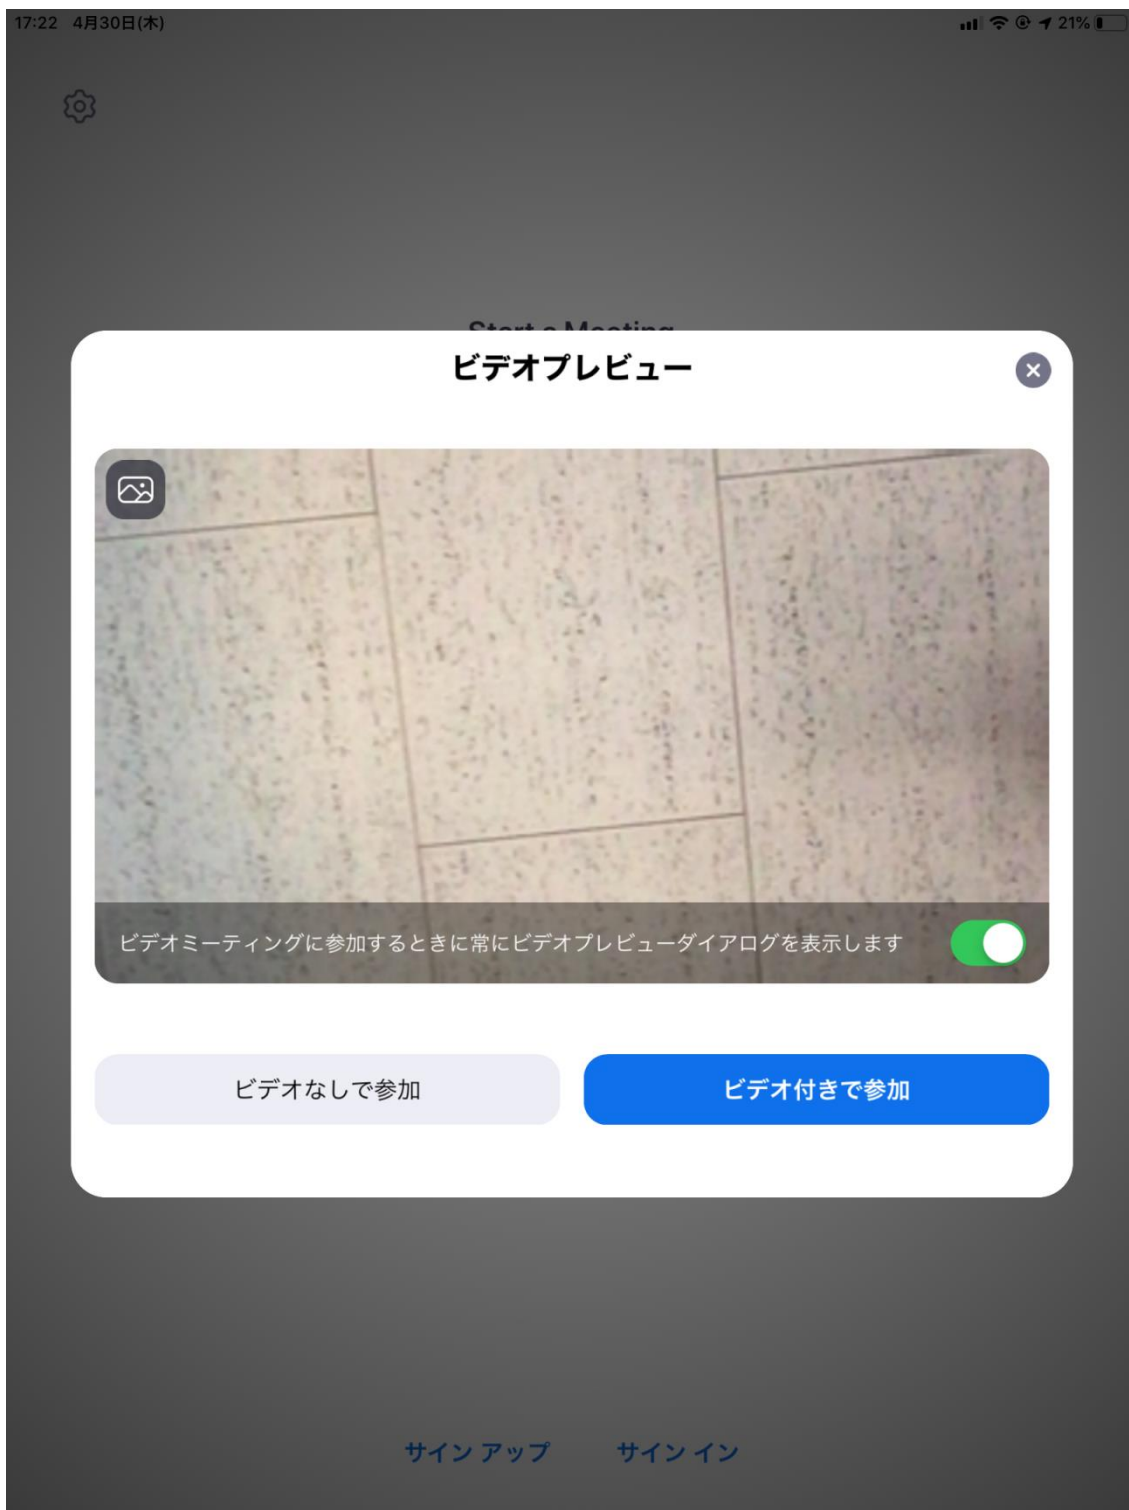 17:22 4月30日(木)
21%
Start a Meeting
ビデオプレビュー
ビデオミーティングに参加するときに常にビデオプレビューダイアログを表示します
ビデオなしで参加
ビデオ付きで参加
サイン アップ
サイン イン